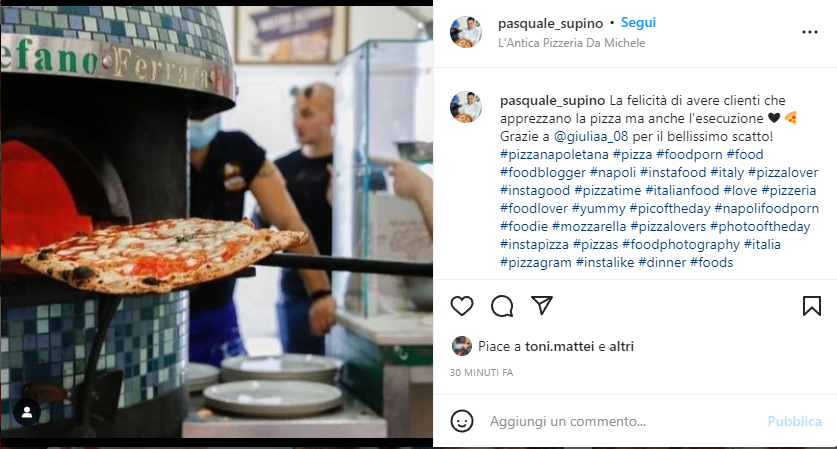 efano Ferrara
pasquale_supino • Segui
L'Antica Pizzeria Da Michele
pasquale_supino La felicità di avere clienti che
apprezzano la pizza ma anche l'esecuzione 🖤 🍕
Grazie a @giuliaa_08 per il bellissimo scatto!
#pizzanapoletana #pizza #foodporn #food
#foodblogger #napoli #instafood #italy #pizzalover
#instagood #pizzatime #italianfood #love #pizzeria
#foodlover #yummy #picoftheday #napolifoodporn
#foodie #mozzarella #pizzalovers #photooftheday
#instapizza #pizzas #foodphotography #italia
#pizzagram #instalike #dinner #foods
Piace a toni.mattei e altri
30 MINUTI FA
Aggiungi un commento...
Pubblica